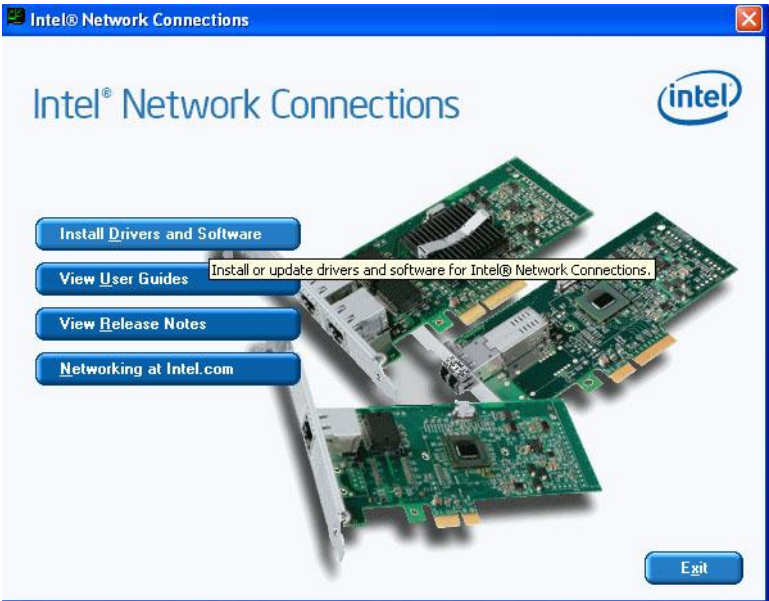 Intel® Network Connections
Intel® Network Connections
intel
Install Drivers and Software
View User Guides
Install or update drivers and software for Intel® Network Connections.
View Release Notes
Networking at Intel.com
Exit